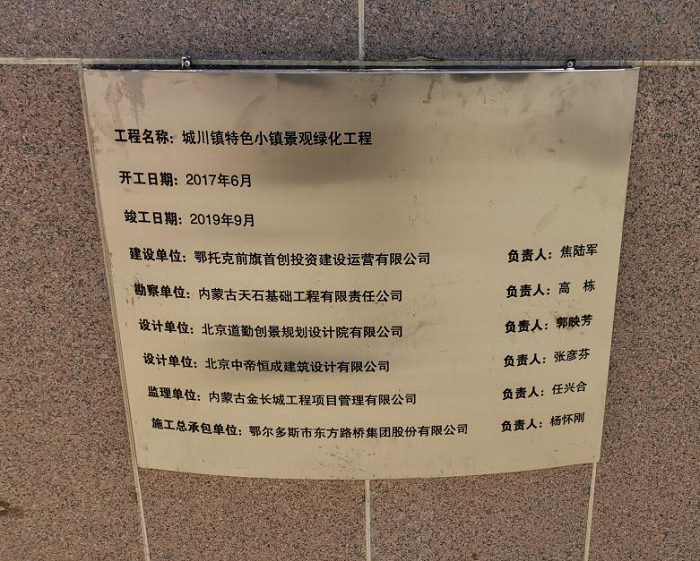 工程名称：城川镇特色小镇景观绿化工程
开工日期：2017年6月
竣工日期：2019年9月
建设单位：鄂托克前旗首创投资建设运营有限公司 负责人：焦陆军
勘察单位：内蒙古天石基础工程有限责任公司 负责人：高 栋
设计单位：北京道勤创景规划设计院有限公司 负责人：郭映芳
设计单位：北京中帝恒成建筑设计有限公司 负责人：张彦芬
监理单位：内蒙古金长城工程项目管理有限公司 负责人：任兴合
施工总承包单位：鄂尔多斯市东方路桥集团股份有限公司 负责人：杨怀刚